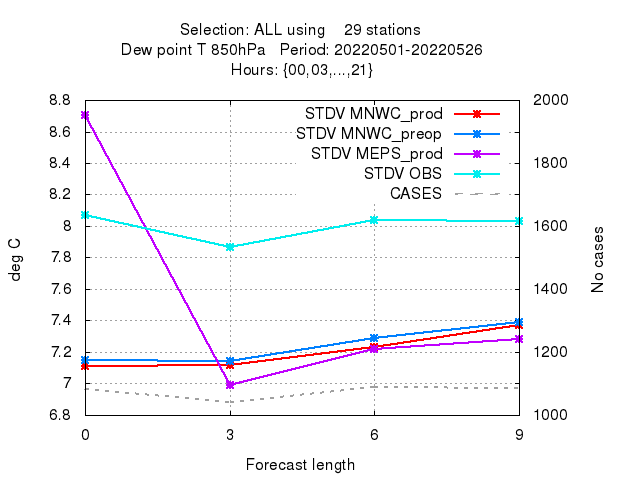 Selection: ALL using 29 stations
Dew point T 850hPa Period: 20220501-20220526
Hours: {00,03,...,21}
8.8
8.6
8.4
8.2
8
7.8
7.6
7.4
7.2
7
6.8
deg C
STDV MNWC_prod
STDV MNWC_preop
STDV MEPS_prod
STDV OBS
CASES
2000
1800
1600
1400
1200
1000
No cases
0 3 6 9
Forecast length